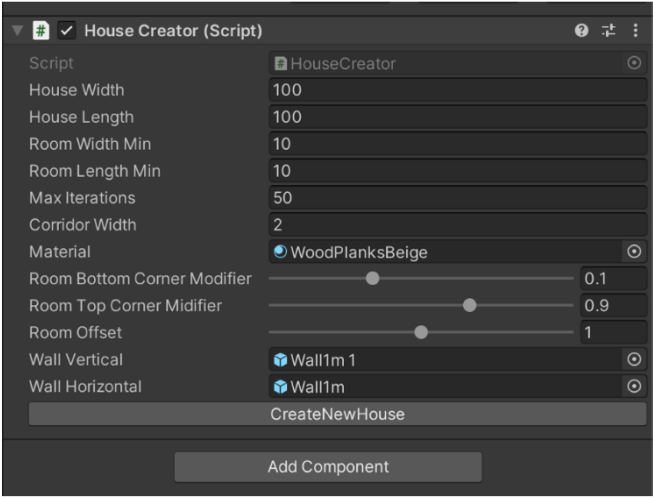 House Creator (Script)
Script HouseCreator
House Width 100
House Length 100
Room Width Min 10
Room Length Min 10
Max Iterations 50
Corridor Width 2
Material WoodPlanksBeige
Room Bottom Corner Modifier 0.1
Room Top Corner Midifier 0.9
Room Offset 1
Wall Vertical Wall1m 1
Wall Horizontal Wall1m
CreateNewHouse
Add Component